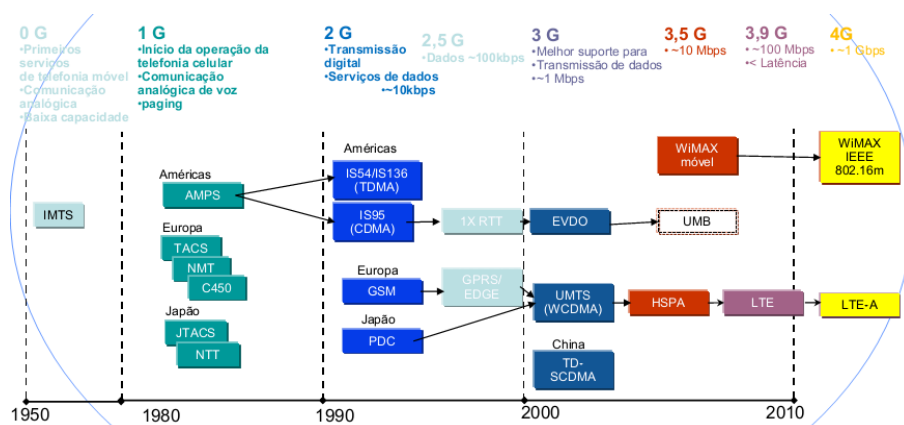 0 G
•Primeiros
serviços
de telefonia móvel
•Comunicação
analógica
•Baixa capacidade
1 G
•Início da operação da
telefonia celular
•Comunicação
analógica de voz
•paging
2 G
•Transmissão
digital
•Serviços de dados
•~10kbps
2,5 G
•Dados ~100kbps
3 G
•Melhor suporte para
•Transmissão de dados
•~1 Mbps
3,5 G
•~10 Mbps
3,9 G
•~100 Mbps
•< Latência
4G
•~1 Gbps
IMTS
Américas
AMPS
Europa
TACS
NMT
C450
Japão
JTACS
NTT
Américas
IS54/IS136
(TDMA)
IS95
(CDMA)
1X RTT
EVDO
UMB
WiMAX
móvel
WiMAX
IEEE
802.16m
Europa
GSM
GPRS/
EDGE
UMTS
(WCDMA)
HSPA
LTE
LTE-A
Japão
PDC
China
TD-
SCDMA
1950
1980
1990
2000
2010